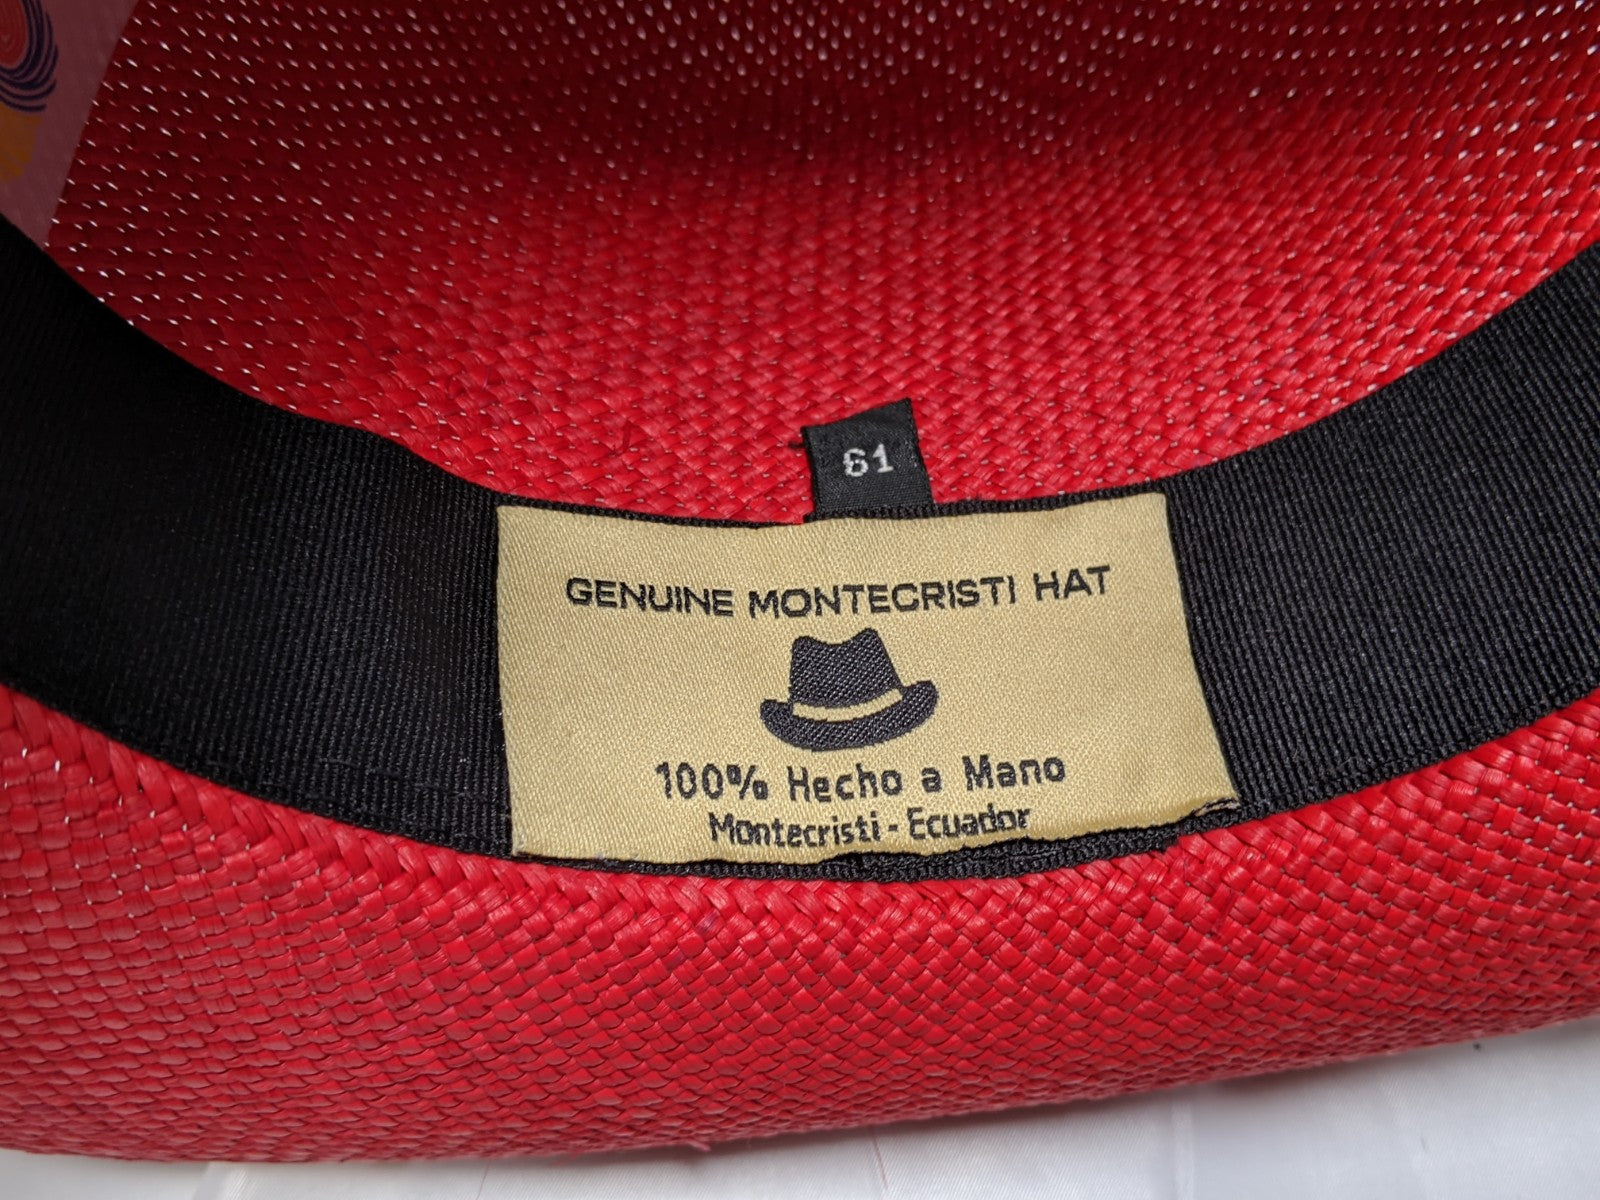 61
GENUINE MONTECRISTI HAT
100% Hecho a Mano
Montecristi - Ecuador